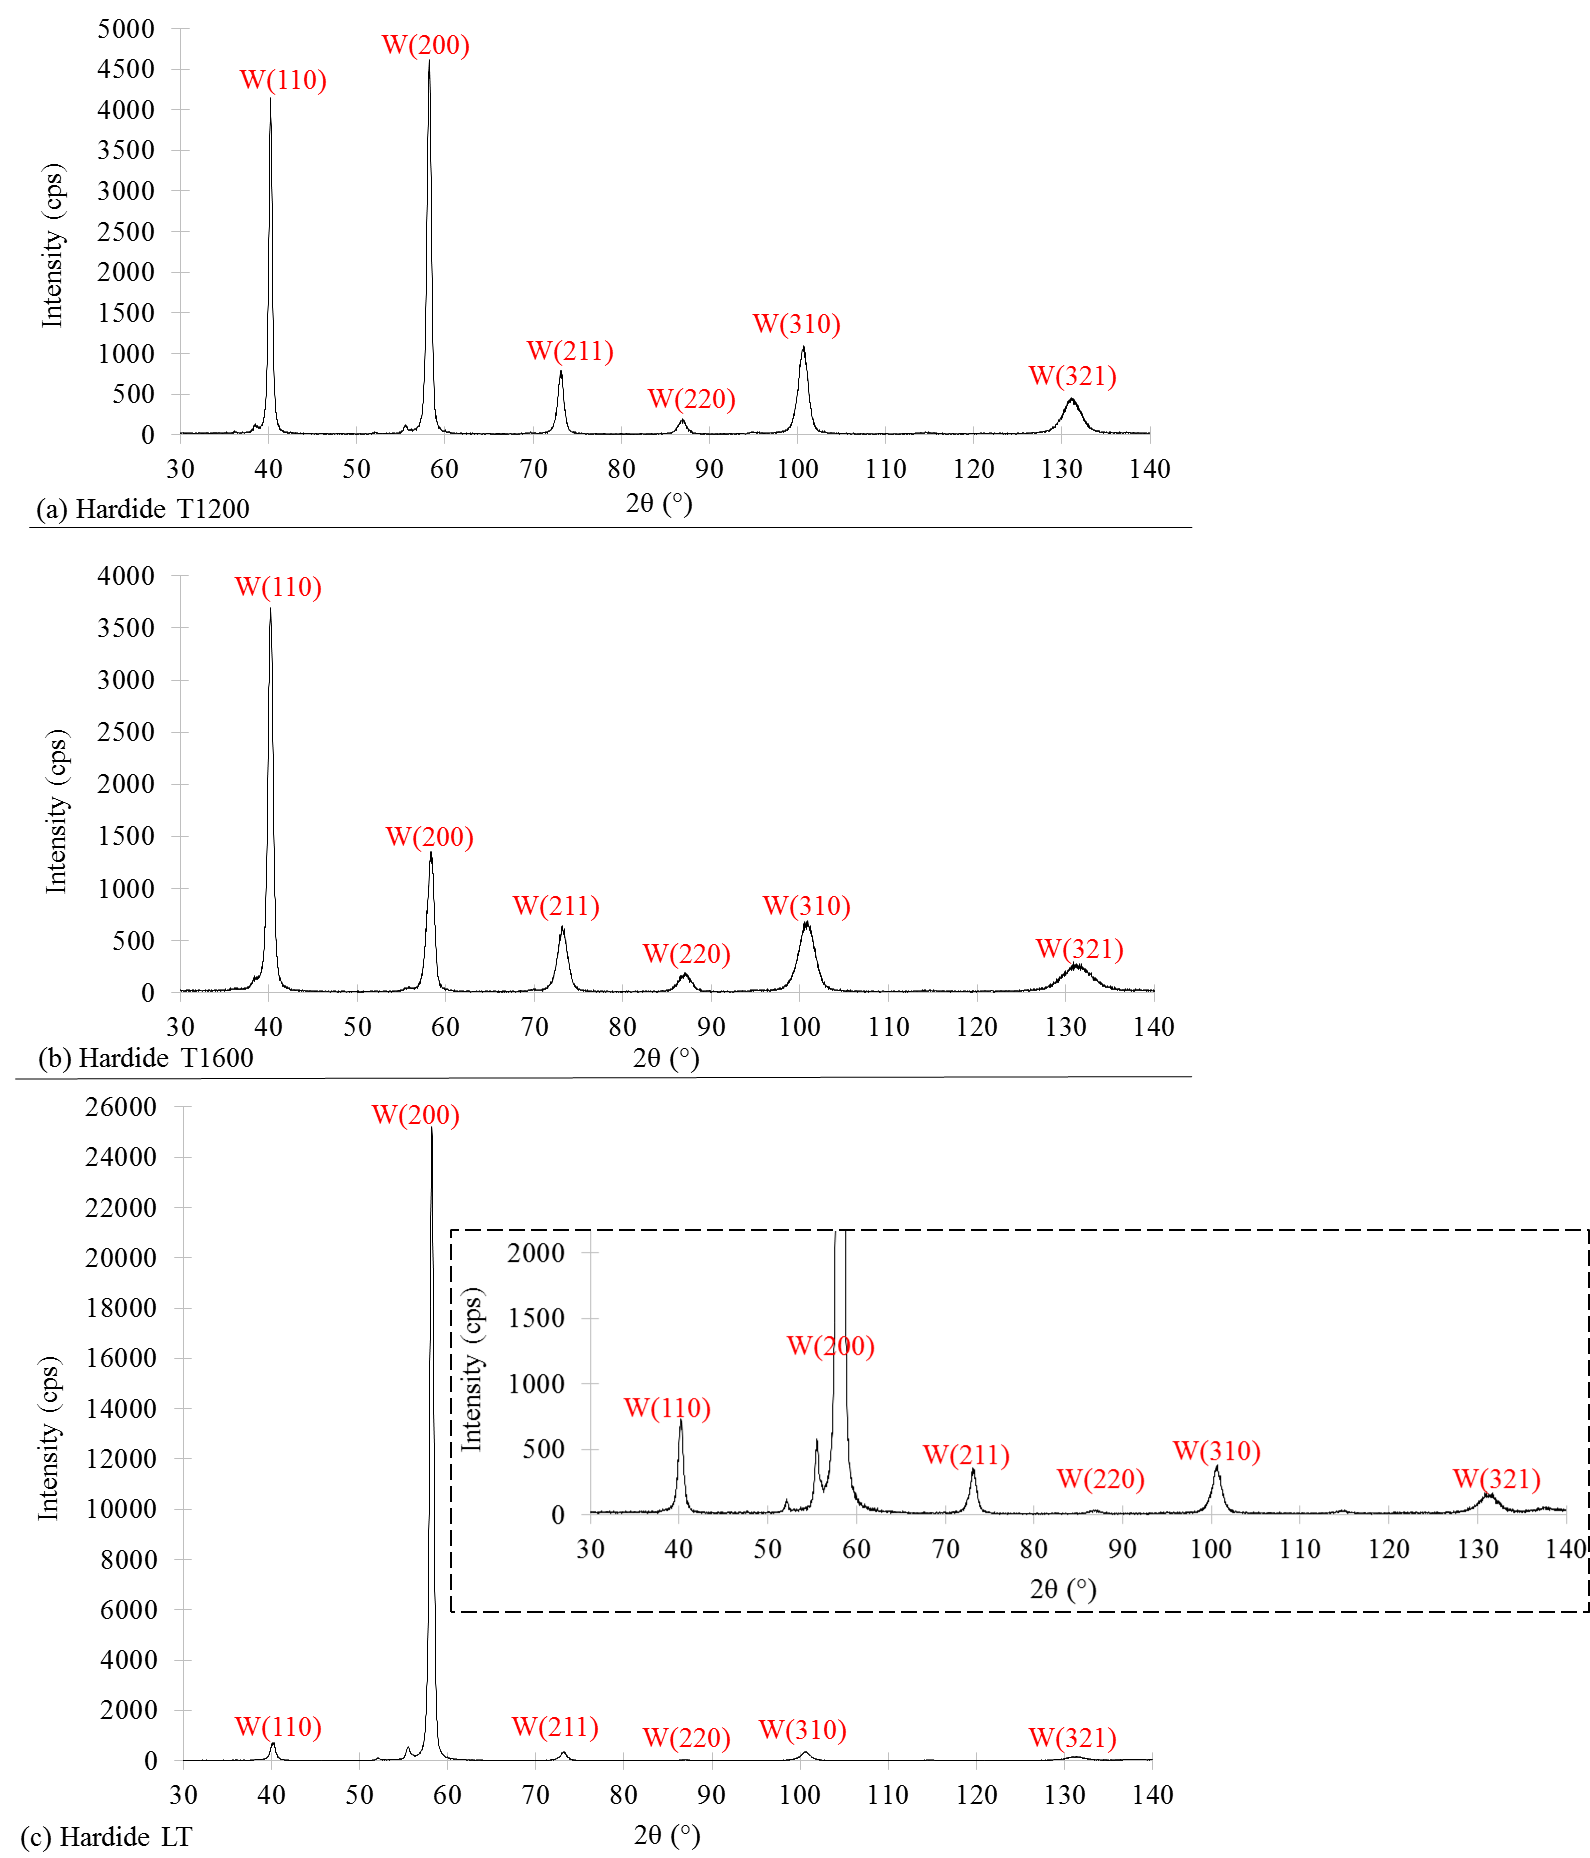 5000
4500
4000
3500
3000
2500
2000
1500
1000
500
0
Intensity (cps)
W(110)
W(200)
W(211)
W(220)
W(310)
W(321)
30 40 50 60 70 80 90 100 110 120 130 140
2θ (°)
(a) Hardide T1200
4000
3500
3000
2500
2000
1500
1000
500
0
Intensity (cps)
W(110)
W(200)
W(211)
W(220)
W(310)
W(321)
30 40 50 60 70 80 90 100 110 120 130 140
2θ (°)
(b) Hardide T1600
26000
24000
22000
20000
18000
16000
14000
12000
10000
8000
6000
4000
2000
0
Intensity (cps)
W(200)
W(110)
W(211)
W(220)
W(310)
W(321)
30 40 50 60 70 80 90 100 110 120 130 140
2θ (°)
(c) Hardide LT
2000
1500
1000
500
0
Intensity (cps)
W(200)
W(110)
W(211)
W(220)
W(310)
W(321)
30 40 50 60 70 80 90 100 110 120 130 140
2θ (°)